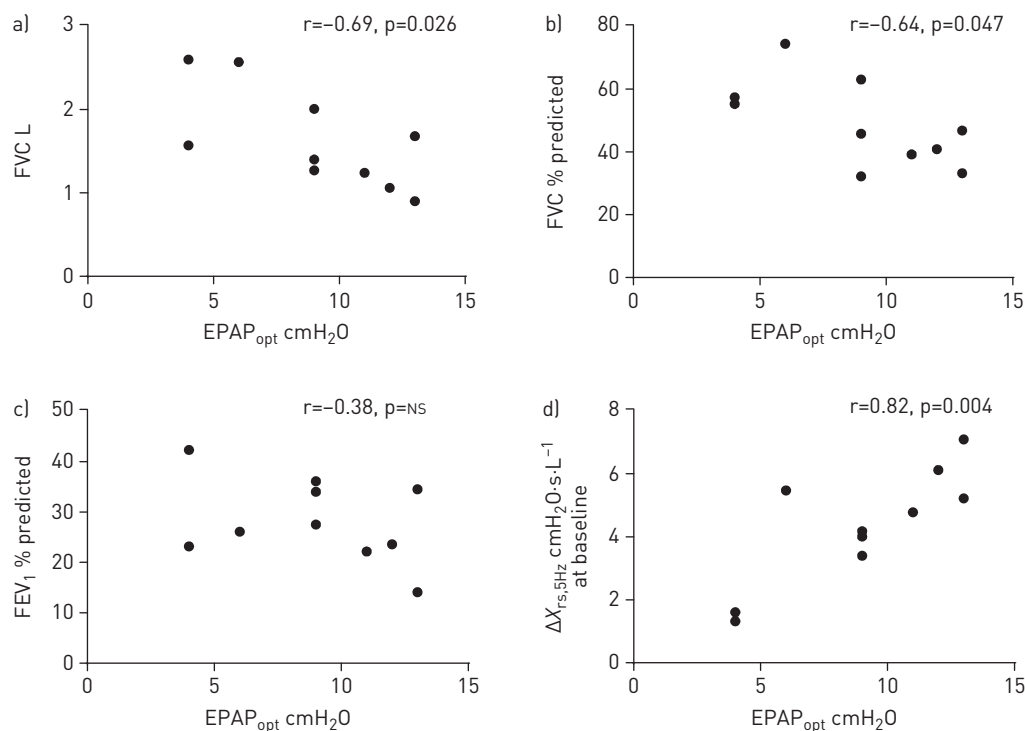 a)
r=−0.69, p=0.026
FVC L
3
2
1
0
0 5 10 15
EPAPopt cmH2O
b)
r=−0.64, p=0.047
FVC % predicted
80
60
40
20
0
0 5 10 15
EPAPopt cmH2O
c)
r=−0.38, p=NS
FEV1 % predicted
50
40
30
20
10
0
0 5 10 15
EPAPopt cmH2O
d)
r=0.82, p=0.004
ΔXrs,5Hz cmH2O·s·L−1
at baseline
8
6
4
2
0
0 5 10 15
EPAPopt cmH2O